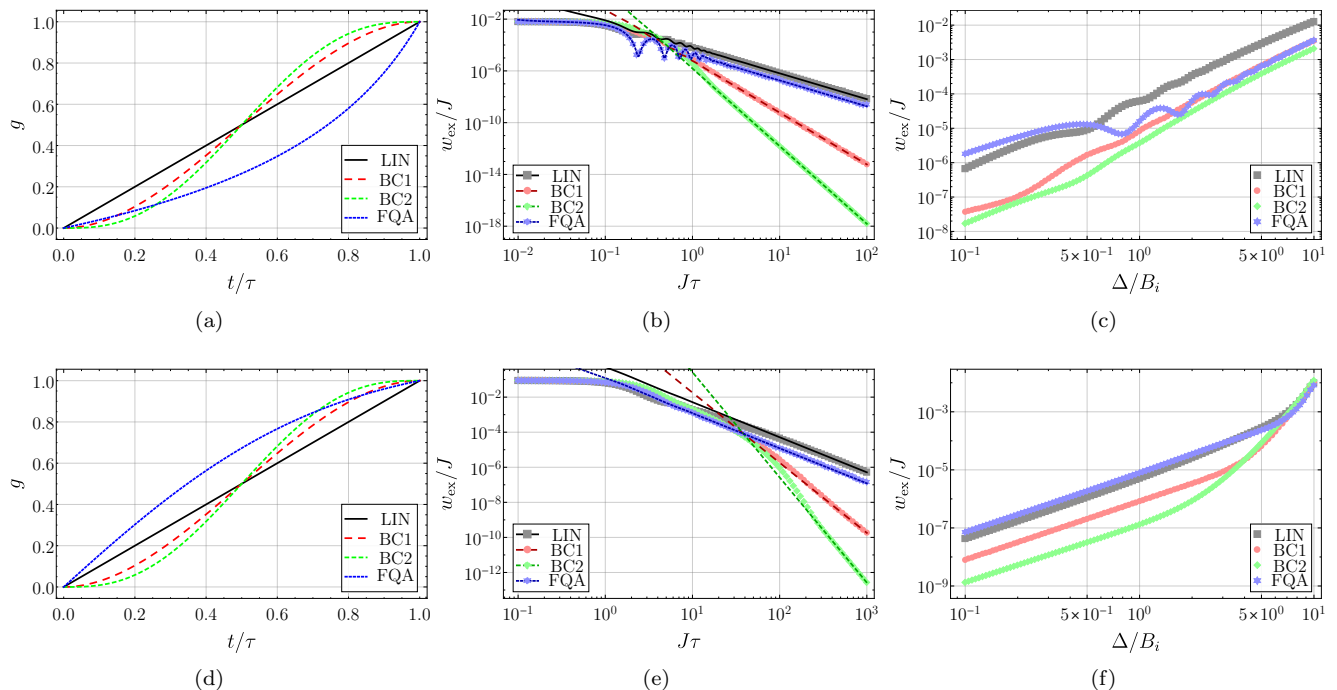 g
1.0
0.8
0.6
0.4
0.2
0.0
LIN
BC1
BC2
FQA
0.0 0.2 0.4 0.6 0.8 1.0
t/τ
(a)
w_ex/J
10^-2
10^-6
10^-10
10^-14
10^-18
LIN
BC1
BC2
FQA
10^-2 10^-1 10^0 10^1 10^2
Jτ
(b)
w_ex/J
10^-2
10^-3
10^-4
10^-5
10^-6
10^-7
10^-8
LIN
BC1
BC2
FQA
10^-1 5×10^-1 10^0 5×10^0 10^1
Δ/B_i
(c)
g
1.0
0.8
0.6
0.4
0.2
0.0
LIN
BC1
BC2
FQA
0.0 0.2 0.4 0.6 0.8 1.0
t/τ
(d)
w_ex/J
10^-2
10^-4
10^-6
10^-8
10^-10
10^-12
LIN
BC1
BC2
FQA
10^-1 10^0 10^1 10^2 10^3
Jτ
(e)
w_ex/J
10^-3
10^-5
10^-7
10^-9
LIN
BC1
BC2
FQA
10^-1 5×10^-1 10^0 5×10^0 10^1
Δ/B_i
(f)